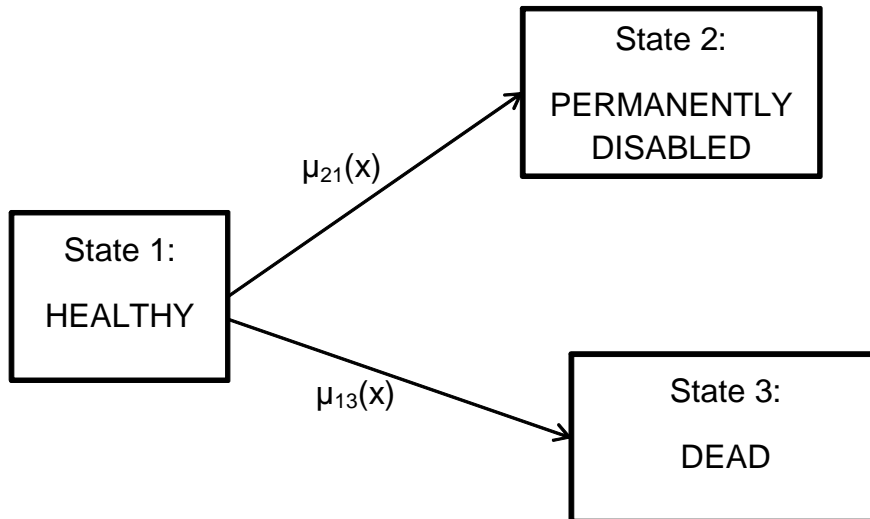 State 2:
PERMANENTLY
DISABLED
μ₂₁(x)
State 1:
HEALTHY
μ₁₃(x)
State 3:
DEAD